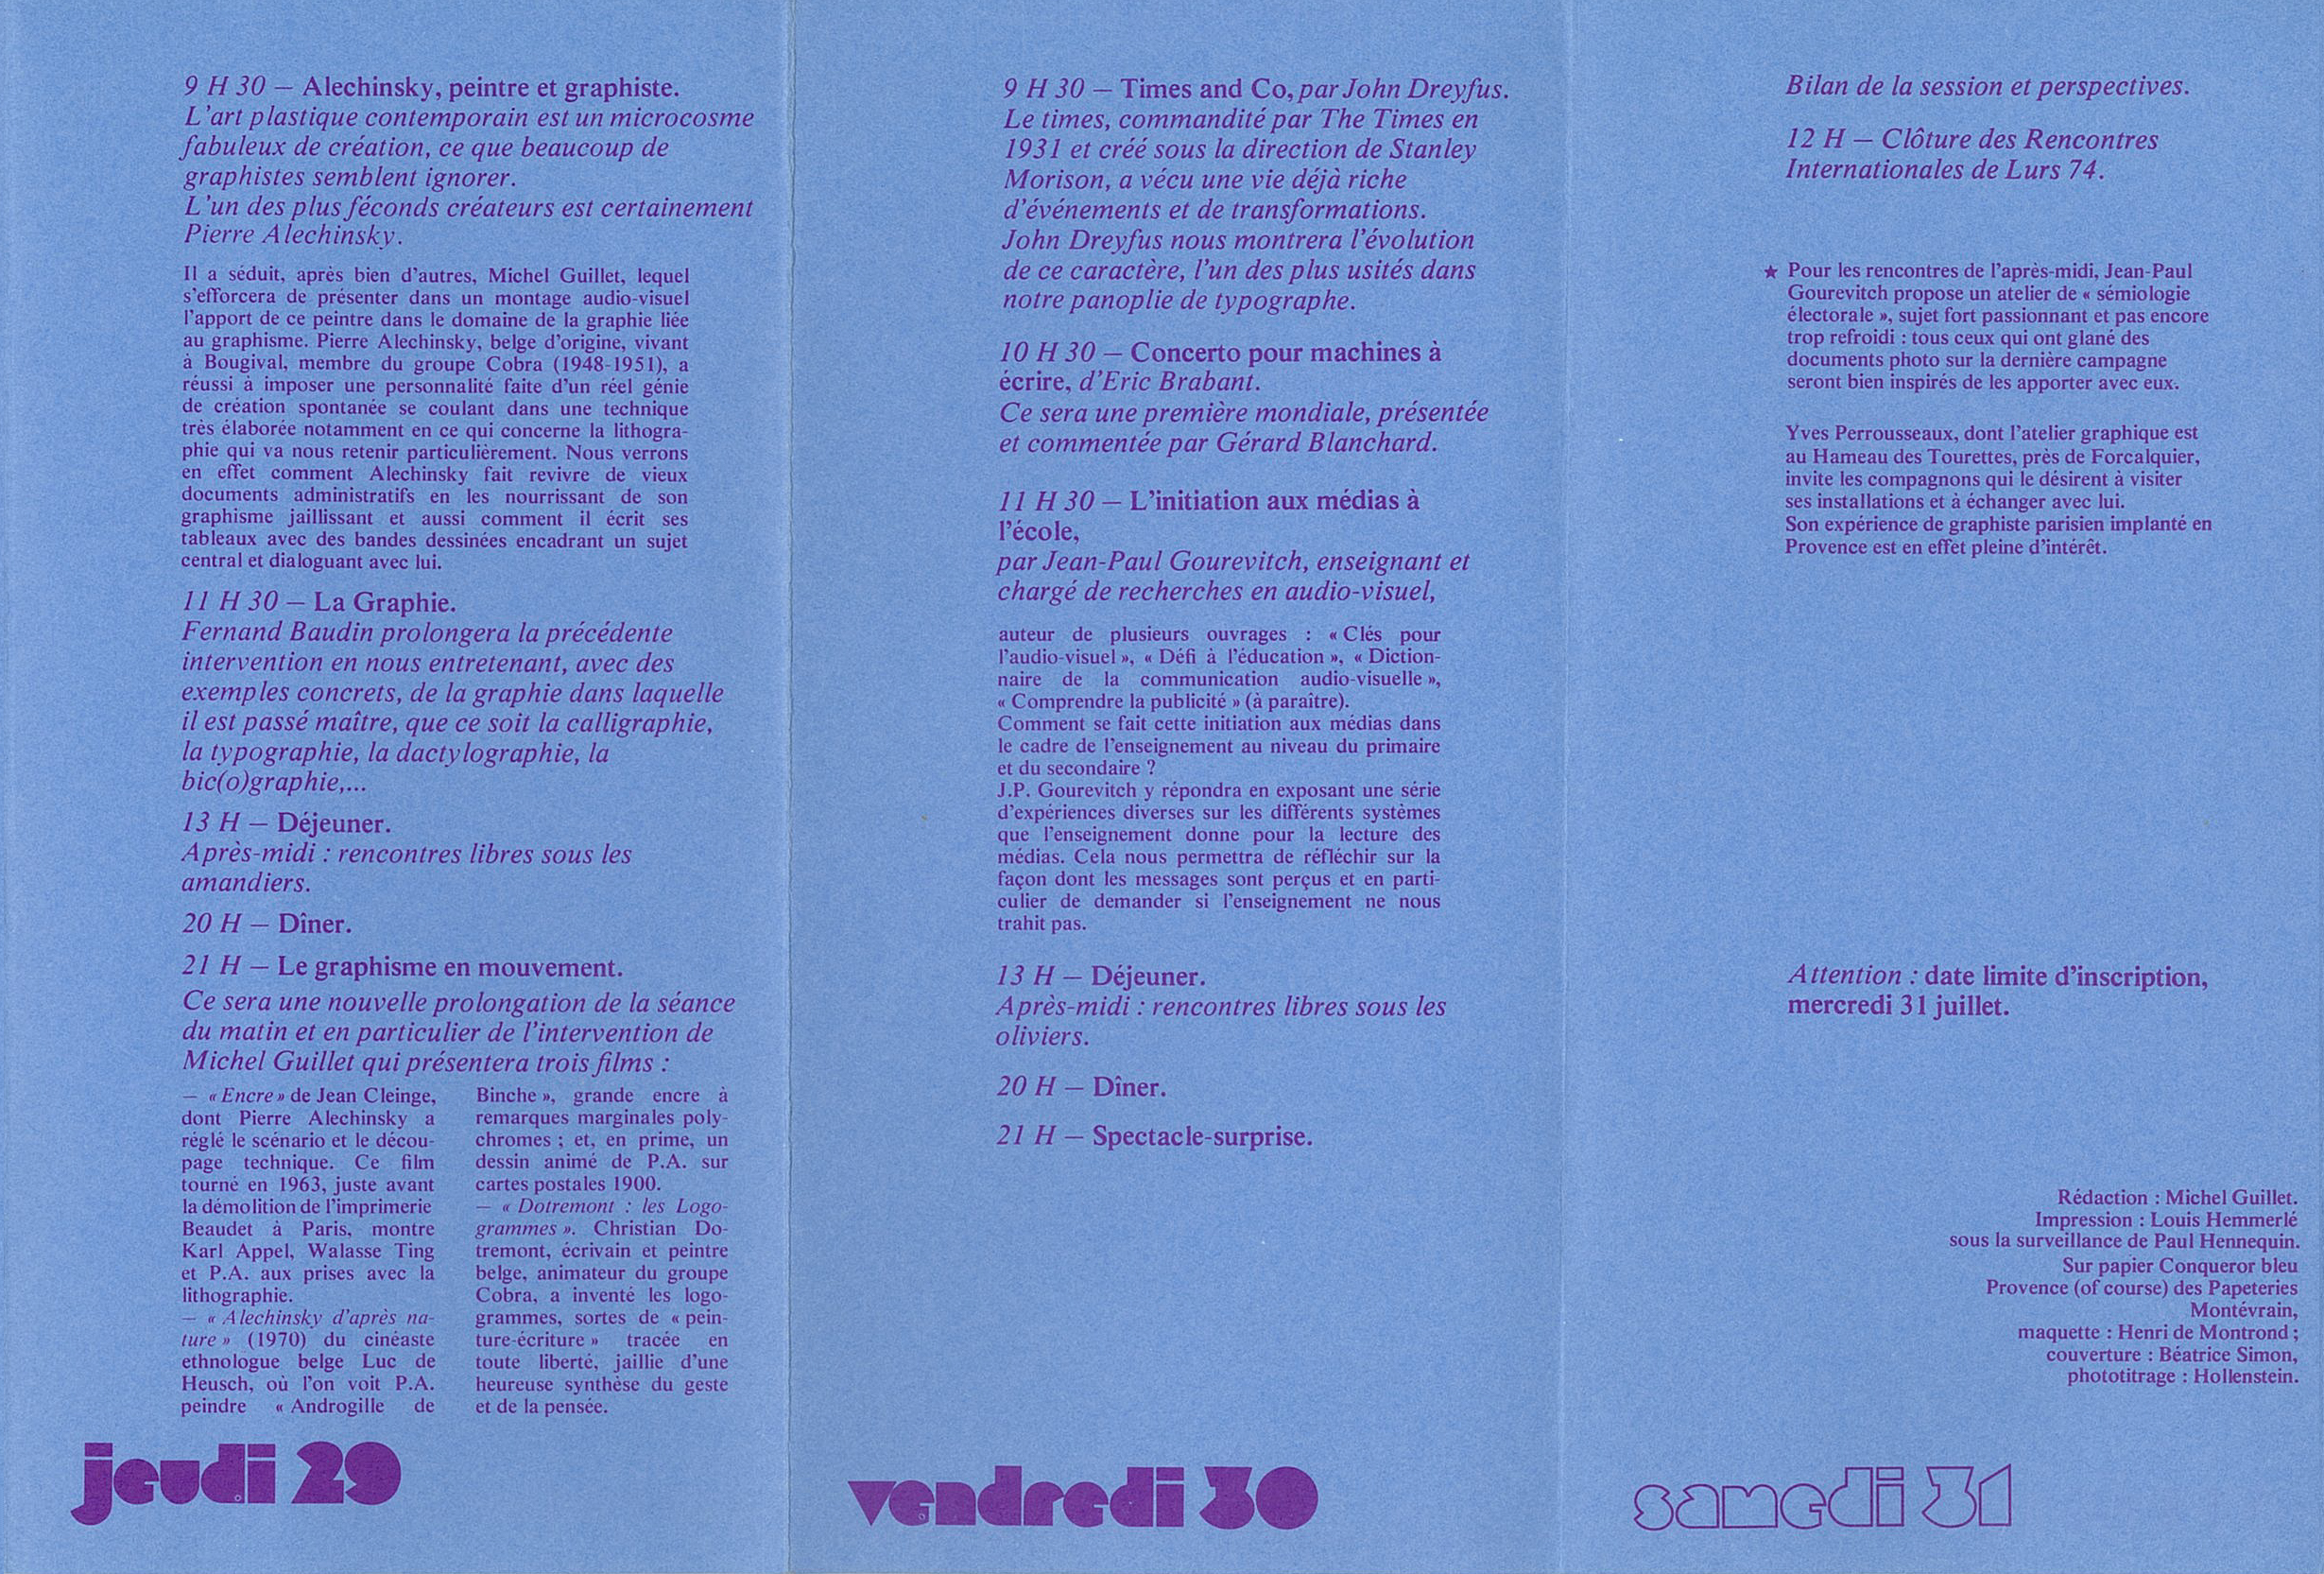 9 H 30 — Alechinsky, peintre et graphiste.
L'art plastique contemporain est un microcosme
fabuleux de création, ce que beaucoup de
graphistes semblent ignorer.
L'un des plus féconds créateurs est certainement
Pierre Alechinsky.
Il a séduit, après bien d'autres, Michel Guillet, lequel
s'efforcera de présenter dans un montage audio-visuel
l'apport de ce peintre dans le domaine de la graphie liée
au graphisme. Pierre Alechinsky, belge d'origine, vivant
à Bougival, membre du groupe Cobra (1948-1951), a
réussi à imposer une personnalité faite d'un réel génie
de création spontanée se coulant dans une technique
très élaborée notamment en ce qui concerne la lithogra-
phie qui va nous retenir particulièrement. Nous verrons
en effet comment Alechinsky fait revivre de vieux
documents administratifs en les nourrissant de son
graphisme jaillissant et aussi comment il écrit ses
tableaux avec des bandes dessinées encadrant un sujet
central et dialoguant avec lui.
11 H 30 — La Graphie.
Fernand Baudin prolongera la précédente
intervention en nous entretenant, avec des
exemples concrets, de la graphie dans laquelle
il est passé maître, que ce soit la calligraphie,
la typographie, la dactylographie, la
bic(o)graphie,...
13 H — Déjeuner.
Après-midi : rencontres libres sous les
amandiers.
20 H — Dîner.
21 H — Le graphisme en mouvement.
Ce sera une nouvelle prolongation de la séance
du matin et en particulier de l'intervention de
Michel Guillet qui présentera trois films :
— « Encre » de Jean Cleinge,
dont Pierre Alechinsky a
réglé le scénario et le décou-
page technique. Ce film
tourné en 1963, juste avant
la démolition de l'imprimerie
Beaudet à Paris, montre
Karl Appel, Walasse Ting
et P.A. aux prises avec la
lithographie.
— « Alechinsky d'après na-
ture » (1970) du cinéaste
ethnologue belge Luc de
Heusch, où l'on voit P.A.
peindre « Androgille de
Binche », grande encre à
remarques marginales poly-
chromes ; et, en prime, un
dessin animé de P.A. sur
cartes postales 1900.
— « Dotremont : les Logo-
grammes ». Christian Do-
tremont, écrivain et peintre
belge, animateur du groupe
Cobra, a inventé les logo-
grammes, sortes de « pein-
ture-écriture » tracée en
toute liberté, jaillie d'une
heureuse synthèse du geste
et de la pensée.
jeudi 29
9 H 30 — Times and Co, par John Dreyfus.
Le times, commandité par The Times en
1931 et créé sous la direction de Stanley
Morison, a vécu une vie déjà riche
d'événements et de transformations.
John Dreyfus nous montrera l'évolution
de ce caractère, l'un des plus usités dans
notre panoplie de typographe.
10 H 30 — Concerto pour machines à
écrire, d'Eric Brabant.
Ce sera une première mondiale, présentée
et commentée par Gérard Blanchard.
11 H 30 — L'initiation aux médias à
l'école,
par Jean-Paul Gourevitch, enseignant et
chargé de recherches en audio-visuel,
auteur de plusieurs ouvrages : « Clés pour
l'audio-visuel », « Défi à l'éducation », « Diction-
naire de la communication audio-visuelle »,
« Comprendre la publicité » (à paraître).
Comment se fait cette initiation aux médias dans
le cadre de l'enseignement au niveau du primaire
et du secondaire ?
J.P. Gourevitch y répondra en exposant une série
d'expériences diverses sur les différents systèmes
que l'enseignement donne pour la lecture des
médias. Cela nous permettra de réfléchir sur la
façon dont les messages sont perçus et en parti-
culier de demander si l'enseignement ne nous
trahit pas.
13 H — Déjeuner.
Après-midi : rencontres libres sous les
oliviers.
20 H — Dîner.
21 H — Spectacle-surprise.
vendredi 30
Bilan de la session et perspectives.
12 H — Clôture des Rencontres
Internationales de Lurs 74.
★ Pour les rencontres de l'après-midi, Jean-Paul
Gourevitch propose un atelier de « sémiologie
électorale », sujet fort passionnant et pas encore
trop refroidi : tous ceux qui ont glané des
documents photo sur la dernière campagne
seront bien inspirés de les apporter avec eux.
Yves Perrousseaux, dont l'atelier graphique est
au Hameau des Tourettes, près de Forcalquier,
invite les compagnons qui le désirent à visiter
ses installations et à échanger avec lui.
Son expérience de graphiste parisien implanté en
Provence est en effet pleine d'intérêt.
Attention : date limite d'inscription,
mercredi 31 juillet.
Rédaction : Michel Guillet.
Impression : Louis Hemmerlé
sous la surveillance de Paul Hennequin.
Sur papier Conqueror bleu
Provence (of course) des Papeteries
Montévrain,
maquette : Henri de Montrond ;
couverture : Béatrice Simon,
phototitrage : Hollenstein.
samedi 31